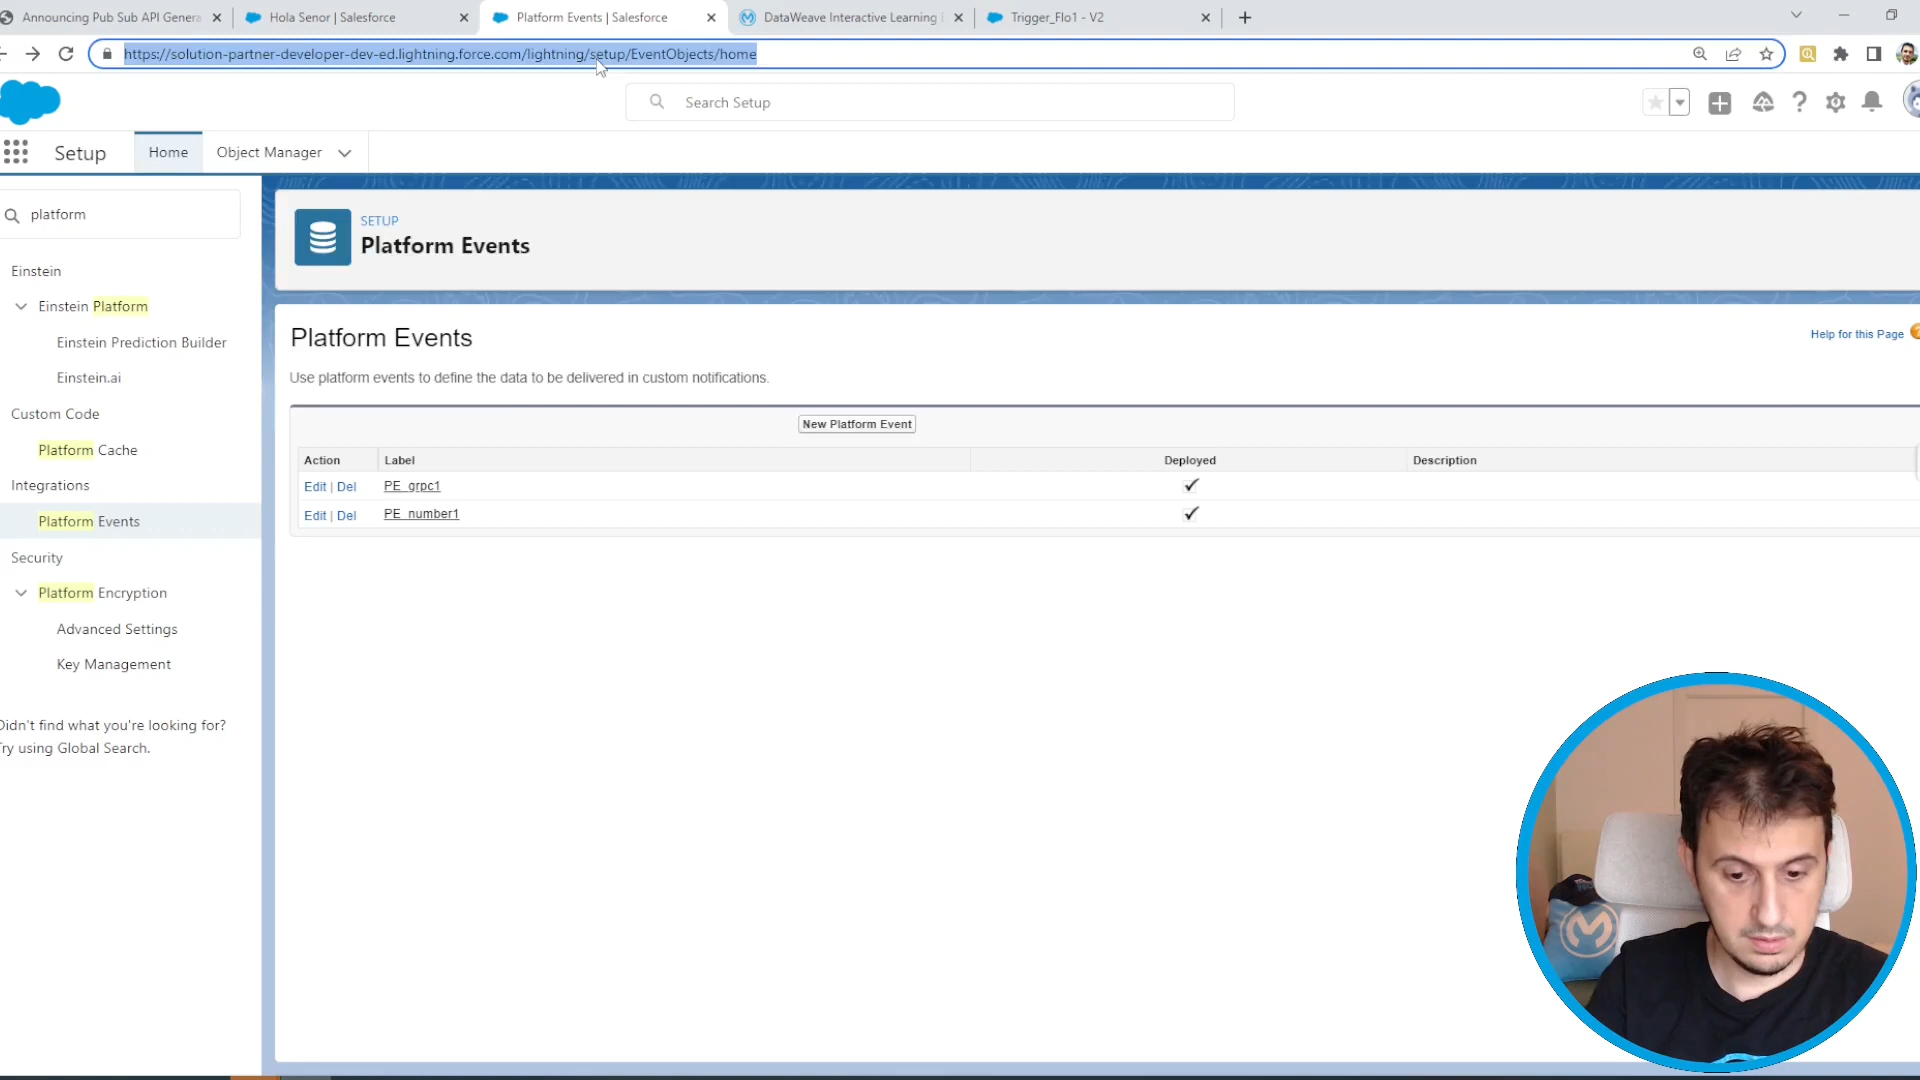 Announcing Pub Sub API Genera
Hola Senor | Salesforce
Platform Events | Salesforce
DataWeave Interactive Learning
Trigger_Flo1 - V2
https://solution-partner-developer-dev-ed.lightning.force.com/lightning/setup/EventObjects/home
Search Setup
Setup
Home
Object Manager
platform
SETUP
Platform Events
Einstein
Einstein Platform
Einstein Prediction Builder
Einstein.ai
Custom Code
Platform Cache
Integrations
Platform Events
Security
Platform Encryption
Advanced Settings
Key Management
Didn't find what you're looking for?
Try using Global Search.
Platform Events
Help for this Page
Use platform events to define the data to be delivered in custom notifications.
New Platform Event
Action Label Deployed Description
Edit | Del PE_grpc1
Edit | Del PE_number1